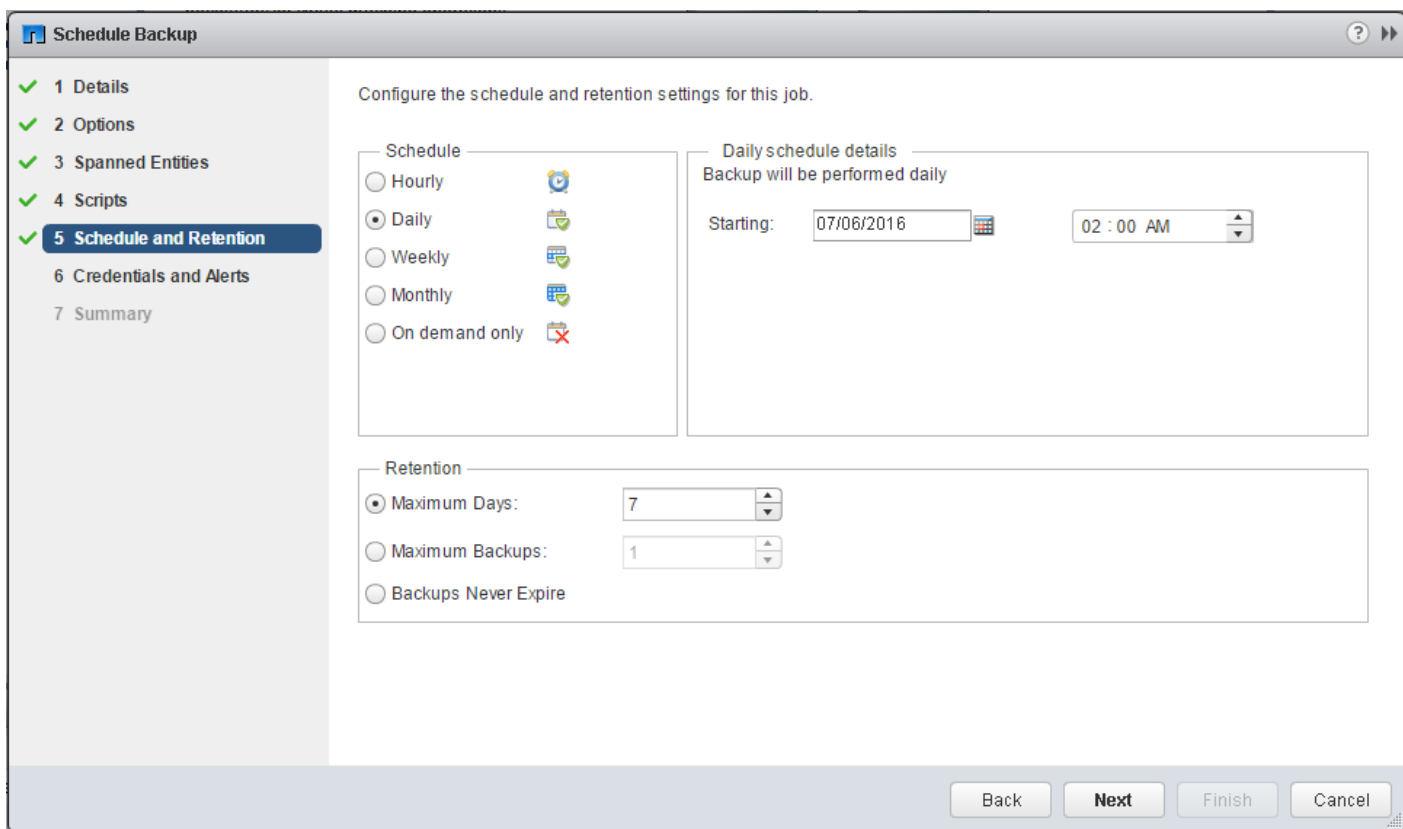 Schedule Backup
?
1 Details
2 Options
3 Spanned Entities
4 Scripts
5 Schedule and Retention
6 Credentials and Alerts
7 Summary
Configure the schedule and retention settings for this job.
Schedule
Hourly
Daily
Weekly
Monthly
On demand only
Daily schedule details
Backup will be performed daily
Starting: 07/06/2016 02 : 00 AM
Retention
Maximum Days: 7
Maximum Backups: 1
Backups Never Expire
Back Next Finish Cancel